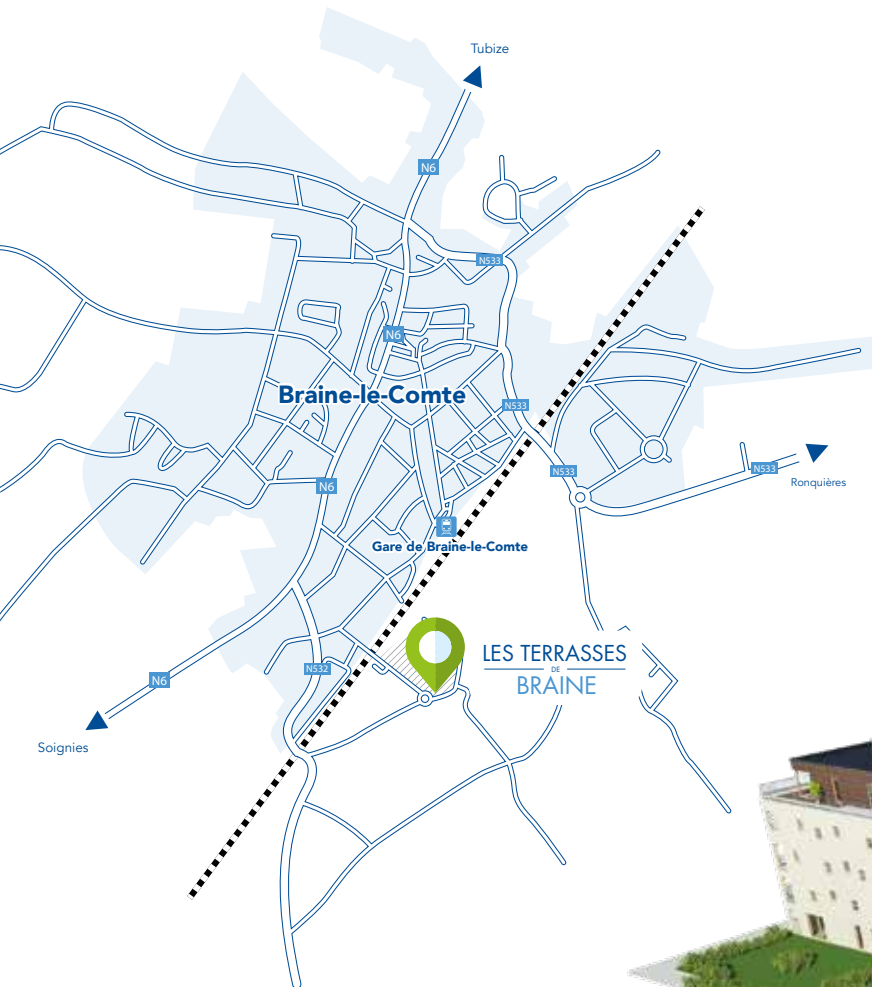 Tubize
N6
N533
N6
Braine-le-Comte
N533
N533
N533
Ronquières
N6
Gare de Braine-le-Comte
LES TERRASSES
DE
BRAINE
N532
N6
Soignies